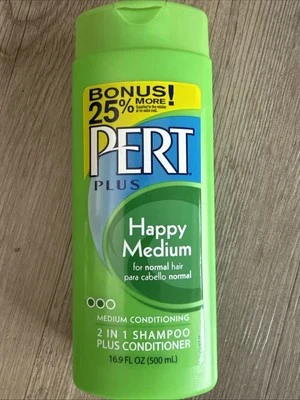 BONUS!
25% MORE!
PERT
PLUS
Happy
Medium
for normal hair
para cabello normal
MEDIUM CONDITIONING
2 IN 1 SHAMPOO
PLUS CONDITIONER
16.9 FL OZ (500 mL)